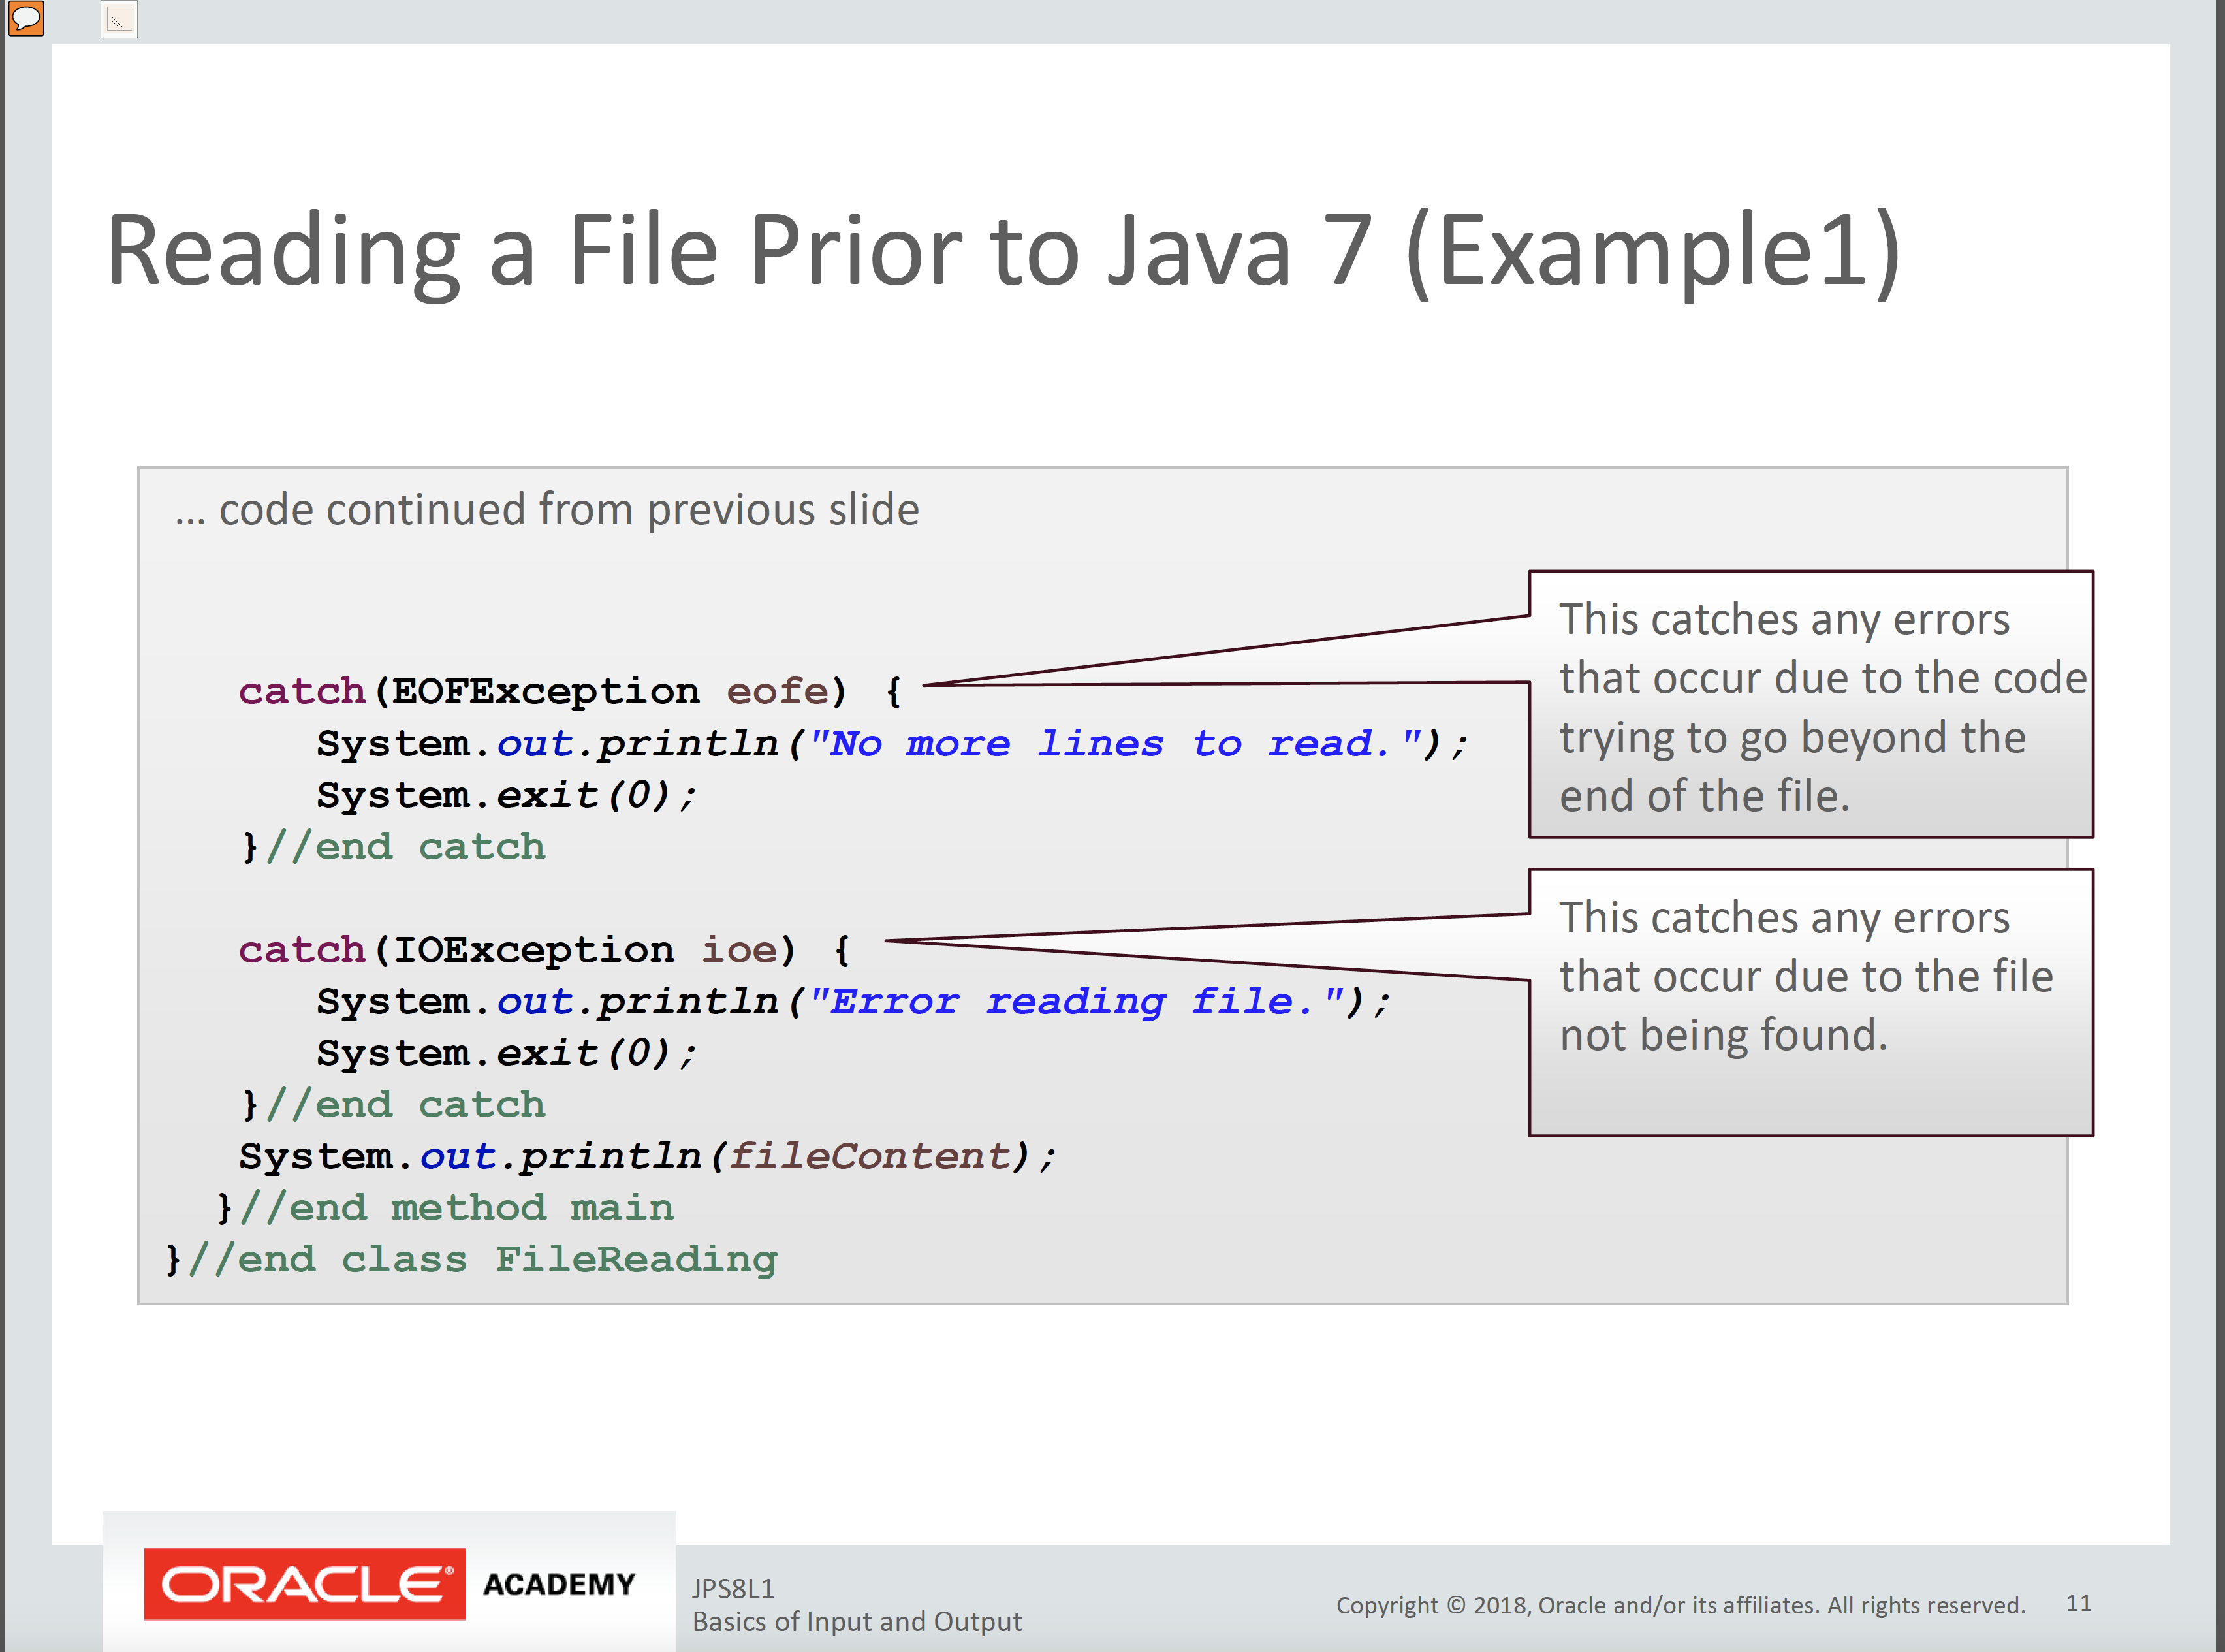 Reading a File Prior to Java 7 (Example1)
… code continued from previous slide
catch(EOFException eofe) {
System.out.println("No more lines to read.");
System.exit(0);
}//end catch
catch(IOException ioe) {
System.out.println("Error reading file.");
System.exit(0);
}//end catch
System.out.println(fileContent);
}//end method main
}//end class FileReading
This catches any errors
that occur due to the code
trying to go beyond the
end of the file.
This catches any errors
that occur due to the file
not being found.
ORACLE® ACADEMY
JPS8L1
Basics of Input and Output
Copyright © 2018, Oracle and/or its affiliates. All rights reserved. 11